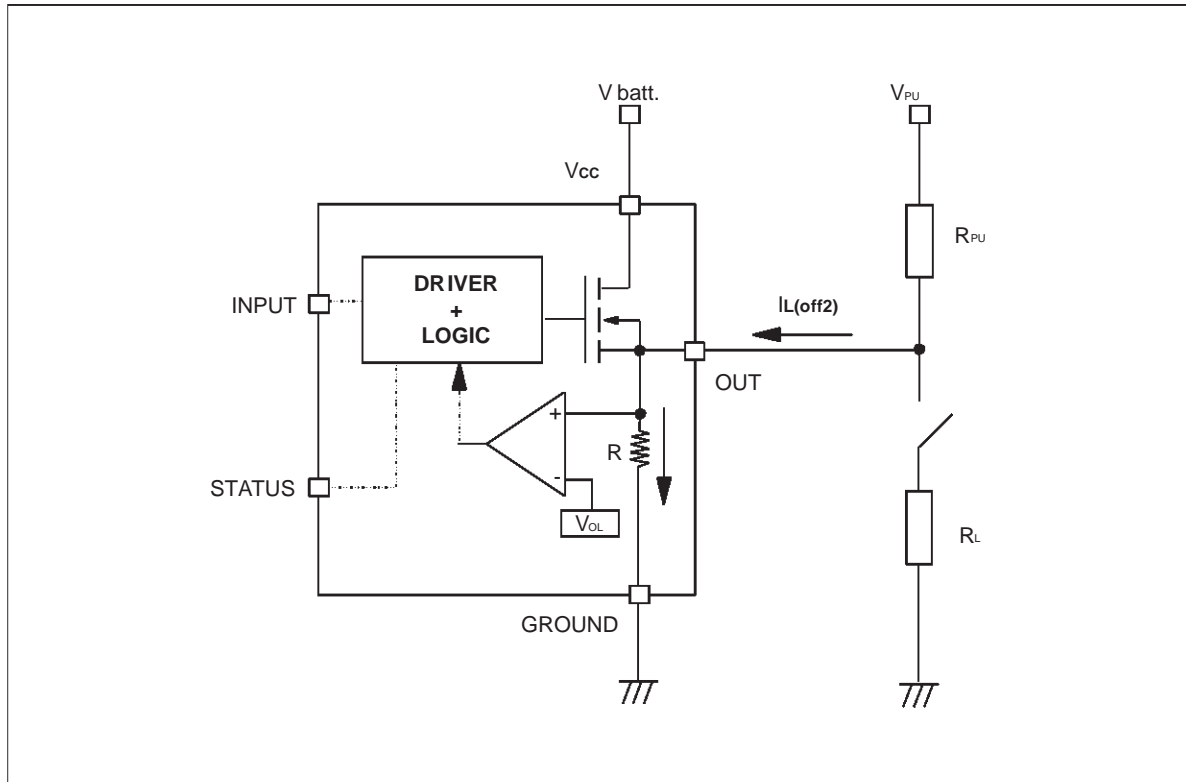 V batt.
VPU
Vcc
RPU
DRIVER
+
LOGIC
INPUT
IL(off2)
OUT
+
R
-
STATUS
VOL
RL
GROUND